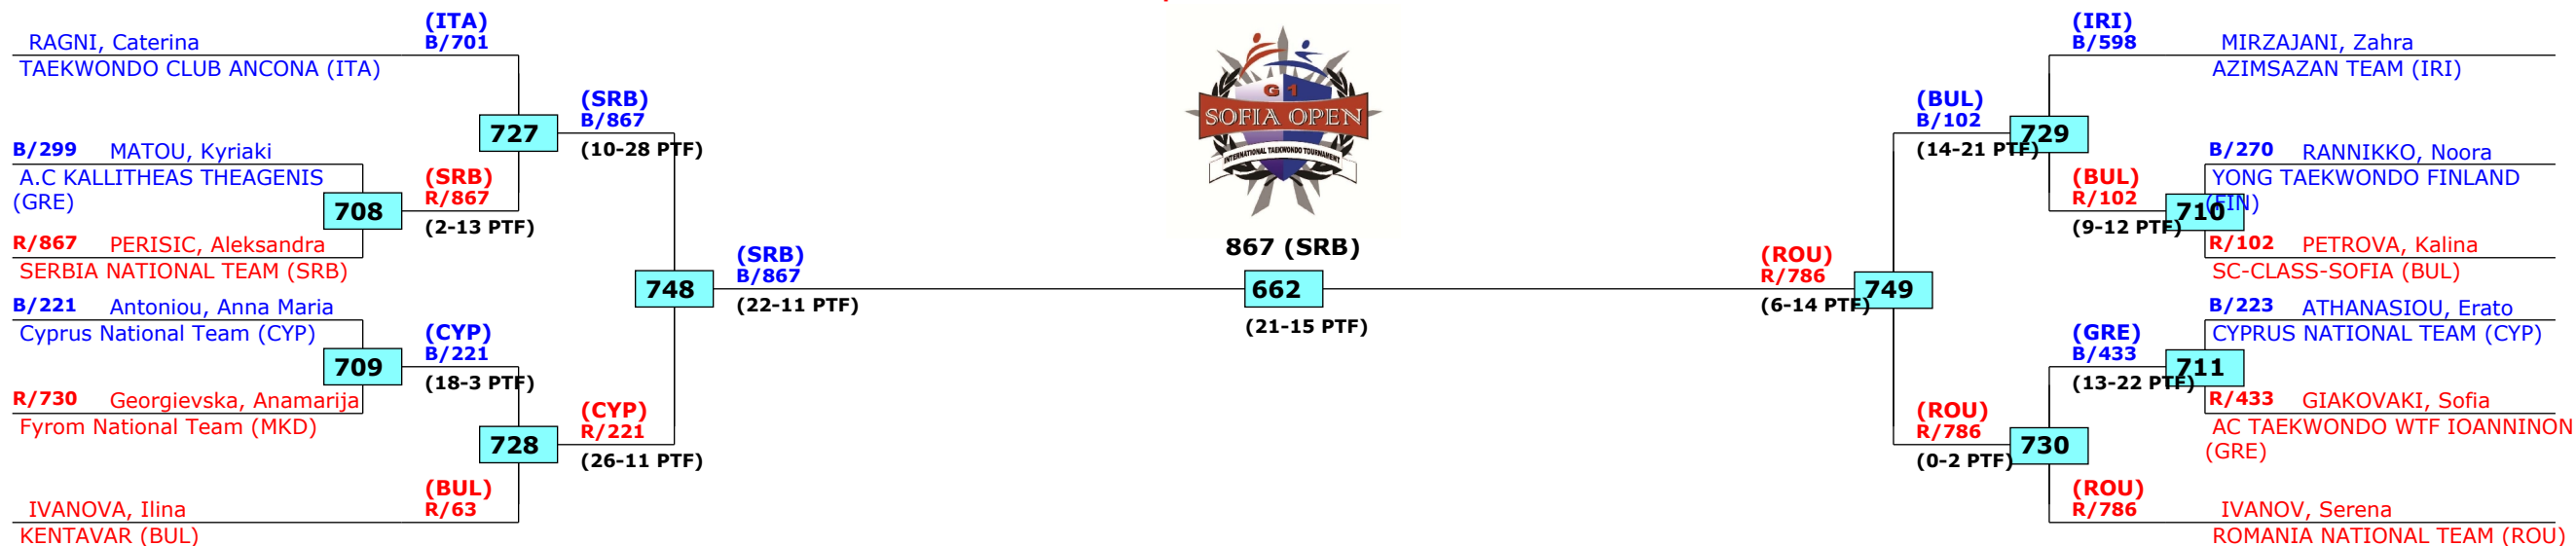 (ITA)
B/701
RAGNI, Caterina
TAEKWONDO CLUB ANCONA (ITA)
727
(SRB)
B/867
(10-28 PTF)
B/299 MATOU, Kyriaki
A.C KALLITHEAS THEAGENIS
(GRE)
708
(SRB)
R/867
(2-13 PTF)
R/867 PERISIC, Aleksandra
SERBIA NATIONAL TEAM (SRB)
748
(SRB)
B/867
(22-11 PTF)
B/221 Antoniou, Anna Maria
Cyprus National Team (CYP)
709
(CYP)
B/221
(18-3 PTF)
R/730 Georgievska, Anamarija
Fyrom National Team (MKD)
728
(CYP)
R/221
(26-11 PTF)
(BUL)
R/63
IVANOVA, Ilina
KENTAVAR (BUL)
G 1
SOFIA OPEN
INTERNATIONAL TAEKWONDO TOURNAMENT
867 (SRB)
662
(21-15 PTF)
(IRI)
B/598
MIRZAJANI, Zahra
AZIMSAZAN TEAM (IRI)
(BUL)
B/102
729
(14-21 PTF)
B/270 RANNIKKO, Noora
YONG TAEKWONDO FINLAND
(FIN)
(BUL)
R/102
710
(9-12 PTF)
R/102 PETROVA, Kalina
SC-CLASS-SOFIA (BUL)
(ROU)
R/786
749
(6-14 PTF)
B/223 ATHANASIOU, Erato
CYPRUS NATIONAL TEAM (CYP)
(GRE)
B/433
711
(13-22 PTF)
R/433 GIAKOVAKI, Sofia
AC TAEKWONDO WTF IOANNINON
(GRE)
(ROU)
R/786
730
(0-2 PTF)
(ROU)
R/786
IVANOV, Serena
ROMANIA NATIONAL TEAM (ROU)